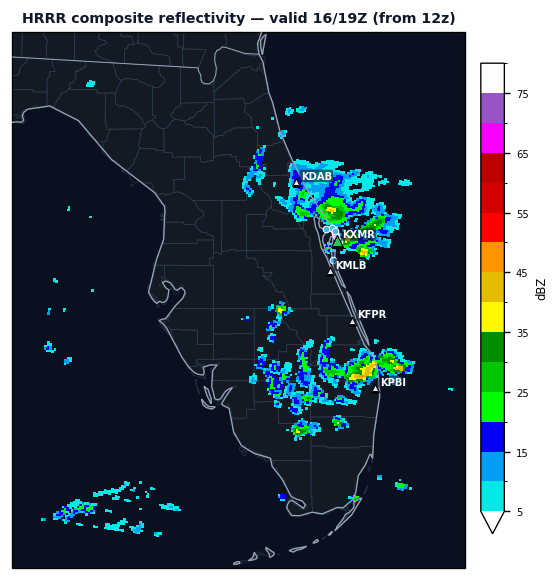 HRRR composite reflectivity — valid 16/19Z (from 12z)
KDAB
KXMR
KMLB
KFPR
KPBI
75
65
55
45
35
25
15
5
dBZ